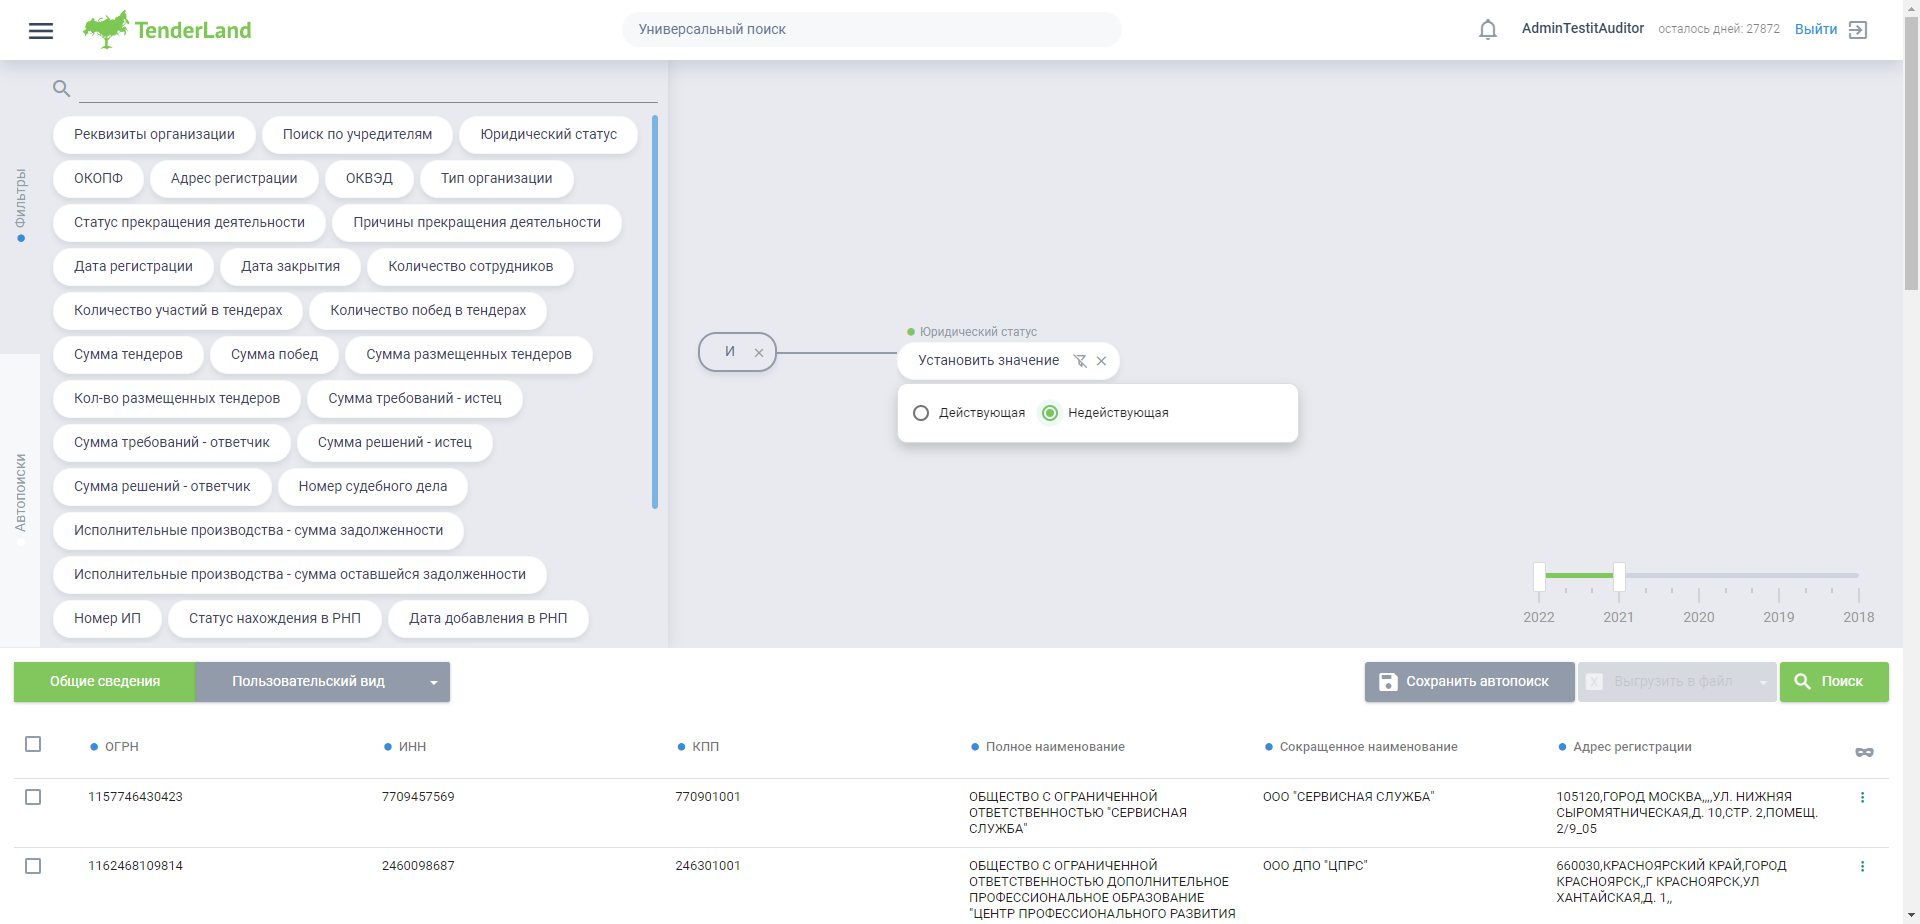 TenderLand
Универсальный поиск
AdminTestitAuditor
осталось дней: 27872
Выйти
Фильтры
Автопоиски
Реквизиты организации
Поиск по учредителям
Юридический статус
ОКОПФ
Адрес регистрации
ОКВЭД
Тип организации
Статус прекращения деятельности
Причины прекращения деятельности
Дата регистрации
Дата закрытия
Количество сотрудников
Количество участий в тендерах
Количество побед в тендерах
Сумма тендеров
Сумма побед
Сумма размещенных тендеров
Кол-во размещенных тендеров
Сумма требований - истец
Сумма требований - ответчик
Сумма решений - истец
Сумма решений - ответчик
Номер судебного дела
Исполнительные производства - сумма задолженности
Исполнительные производства - сумма оставшейся задолженности
Номер ИП
Статус нахождения в РНП
Дата добавления в РНП
И
Юридический статус
Установить значение
Действующая
Недействующая
2022
2021
2020
2019
2018
Общие сведения
Пользовательский вид
Сохранить автопоиск
Выгрузить в файл
Поиск
ОГРН
ИНН
КПП
Полное наименование
Сокращенное наименование
Адрес регистрации
1157746430423
7709457569
770901001
ОБЩЕСТВО С ОГРАНИЧЕННОЙ
ОТВЕТСТВЕННОСТЬЮ "СЕРВИСНАЯ
СЛУЖБА"
ООО "СЕРВИСНАЯ СЛУЖБА"
105120,ГОРОД МОСКВА,,,,УЛ. НИЖНЯЯ
СЫРОМЯТНИЧЕСКАЯ,Д. 10,СТР. 2,ПОМЕЩ.
2/9_05
1162468109814
2460098687
246301001
ОБЩЕСТВО С ОГРАНИЧЕННОЙ
ОТВЕТСТВЕННОСТЬЮ ДОПОЛНИТЕЛЬНОЕ
ПРОФЕССИОНАЛЬНОЕ ОБРАЗОВАНИЕ
"ЦЕНТР ПРОФЕССИОНАЛЬНОГО РАЗВИТИЯ
ООО ДПО "ЦПРС"
660030,КРАСНОЯРСКИЙ КРАЙ,ГОРОД
КРАСНОЯРСК,,Г КРАСНОЯРСК,УЛ
ХАНТАЙСКАЯ,Д. 1,,